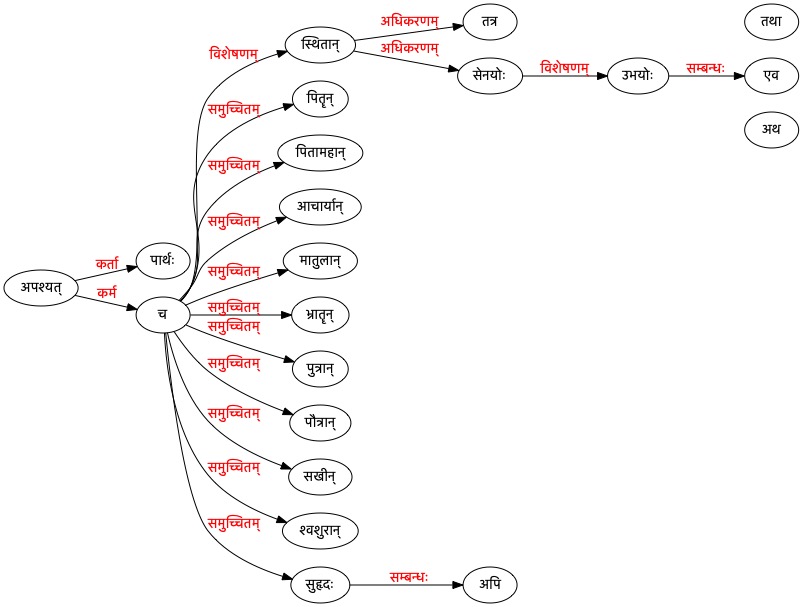 तत्र
तथा
अधिकरणम्
स्थितान्
विशेषणम्
अधिकरणम्
सेनयोः
विशेषणम्
उभयोः
सम्बन्धः
एव
समुच्चितम्
पितॄन्
अथ
समुच्चितम्
पितामहान्
समुच्चितम्
आचार्यान्
कर्ता
पार्थः
समुच्चितम्
मातुलान्
अपश्यत्
कर्म
च
समुच्चितम्
भ्रातॄन्
समुच्चितम्
पुत्रान्
समुच्चितम्
पौत्रान्
समुच्चितम्
सखीन्
समुच्चितम्
श्वशुरान्
समुच्चितम्
सुहृदः
सम्बन्धः
अपि